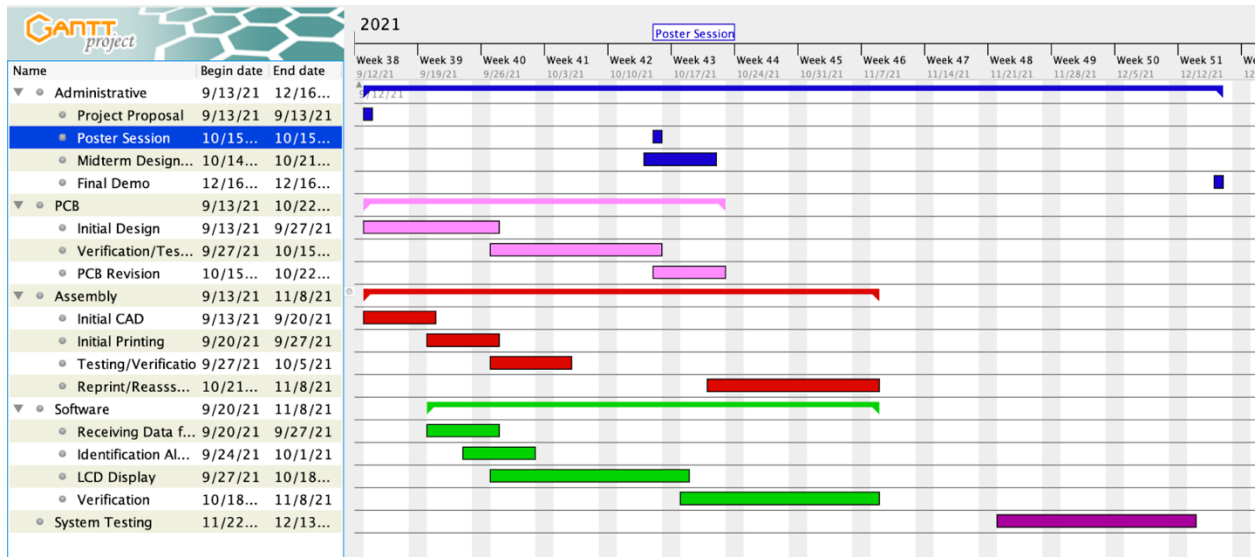 GANTT
project
2021
Poster Session
Name Begin date End date
Week 38 Week 39 Week 40 Week 41 Week 42 Week 43 Week 44 Week 45 Week 46 Week 47 Week 48 Week 49 Week 50 Week 51 We
9/12/21 9/19/21 9/26/21 10/3/21 10/10/21 10/17/21 10/24/21 10/31/21 11/7/21 11/14/21 11/21/21 11/28/21 12/5/21 12/12/21 12
9/12/21
Administrative 9/13/21 12/16...
Project Proposal 9/13/21 9/13/21
Poster Session 10/15... 10/15...
Midterm Design... 10/14... 10/21...
Final Demo 12/16... 12/16...
PCB 9/13/21 10/22...
Initial Design 9/13/21 9/27/21
Verification/Tes... 9/27/21 10/15...
PCB Revision 10/15... 10/22...
Assembly 9/13/21 11/8/21
Initial CAD 9/13/21 9/20/21
Initial Printing 9/20/21 9/27/21
Testing/Verificatio 9/27/21 10/5/21
Reprint/Reasss... 10/21... 11/8/21
Software 9/20/21 11/8/21
Receiving Data f... 9/20/21 9/27/21
Identification Al... 9/24/21 10/1/21
LCD Display 9/27/21 10/18...
Verification 10/18... 11/8/21
System Testing 11/22... 12/13...